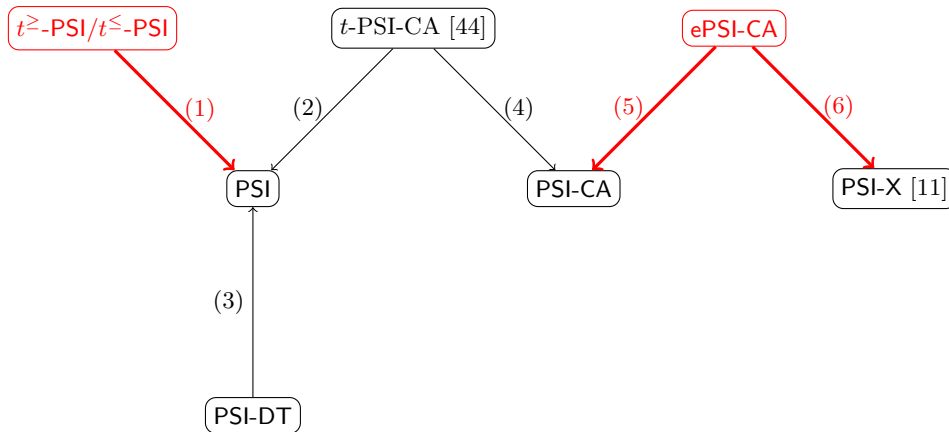 t≥-PSI/t≤-PSI
t-PSI-CA [44]
ePSI-CA
(1)
(2)
(4)
(5)
(6)
PSI
PSI-CA
PSI-X [11]
(3)
PSI-DT